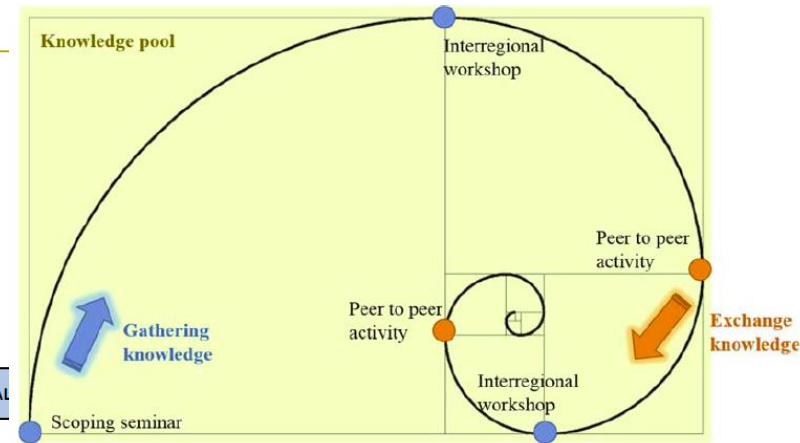 Knowledge pool
Interregional
workshop
Peer to peer
activity
Peer to peer
activity
Exchange
knowledge
Gathering
knowledge
Interregional
workshop
Scoping seminar